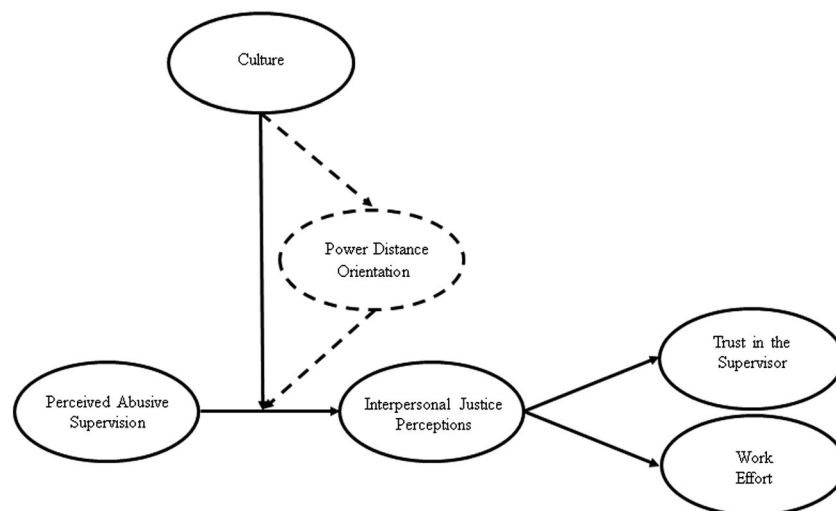 Culture
Power Distance
Orientation
Trust in the
Supervisor
Perceived Abusive
Supervision
Interpersonal Justice
Perceptions
Work
Effort